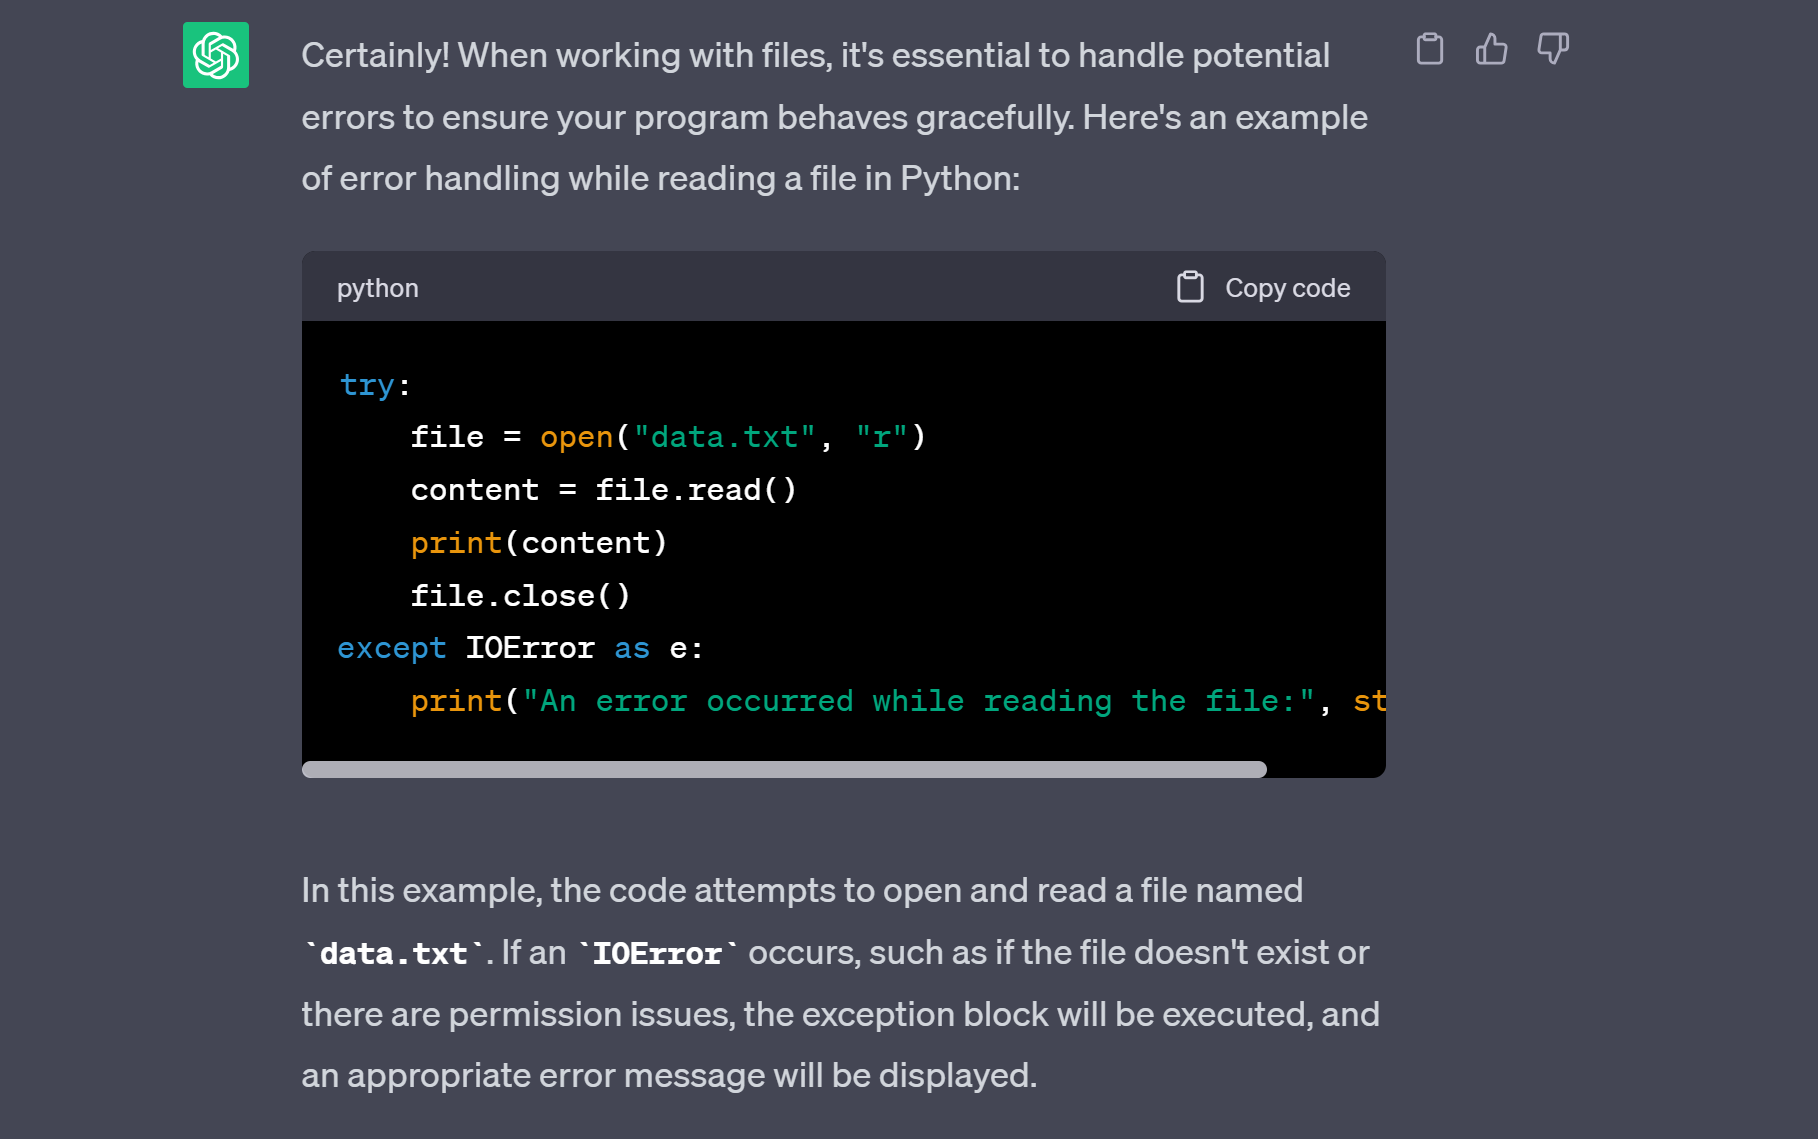 Certainly! When working with files, it's essential to handle potential
errors to ensure your program behaves gracefully. Here's an example
of error handling while reading a file in Python:
python
Copy code
try:
    file = open("data.txt", "r")
    content = file.read()
    print(content)
    file.close()
except IOError as e:
    print("An error occurred while reading the file:", st
In this example, the code attempts to open and read a file named
`data.txt`. If an `IOError` occurs, such as if the file doesn't exist or
there are permission issues, the exception block will be executed, and
an appropriate error message will be displayed.